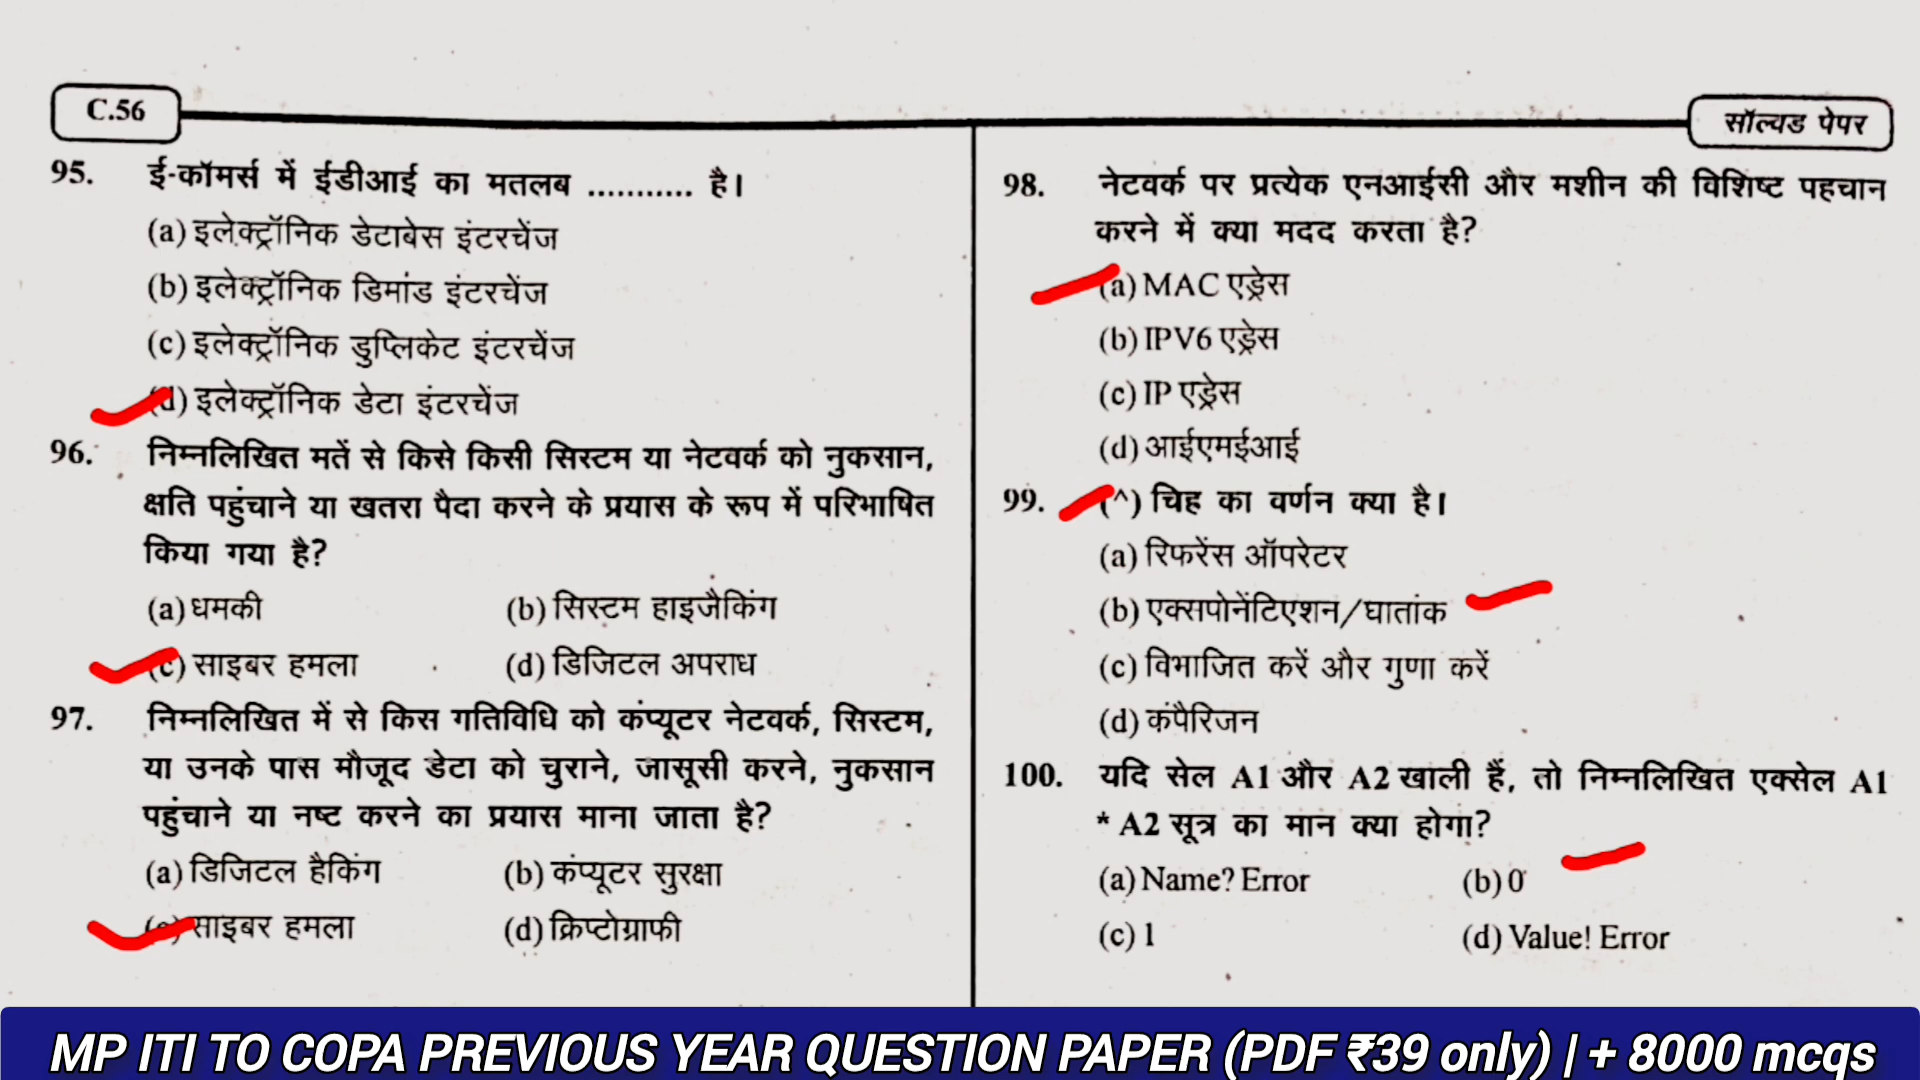 C.56
सॉल्वड पेपर
95. ई-कॉमर्स में ईडीआई का मतलब ........... है।
(a) इलेक्ट्रॉनिक डेटाबेस इंटरचेंज
(b) इलेक्ट्रॉनिक डिमांड इंटरचेंज
(c) इलेक्ट्रॉनिक डुप्लिकेट इंटरचेंज
(d) इलेक्ट्रॉनिक डेटा इंटरचेंज
96. निम्नलिखित मतें से किसे किसी सिस्टम या नेटवर्क को नुकसान,
क्षति पहुंचाने या खतरा पैदा करने के प्रयास के रूप में परिभाषित
किया गया है?
(a) धमकी (b) सिस्टम हाइजैकिंग
(c) साइबर हमला (d) डिजिटल अपराध
97. निम्नलिखित में से किस गतिविधि को कंप्यूटर नेटवर्क, सिस्टम,
या उनके पास मौजूद डेटा को चुराने, जासूसी करने, नुकसान
पहुंचाने या नष्ट करने का प्रयास माना जाता है?
(a) डिजिटल हैकिंग (b) कंप्यूटर सुरक्षा
(c) साइबर हमला (d) क्रिप्टोग्राफी
98. नेटवर्क पर प्रत्येक एनआईसी और मशीन की विशिष्ट पहचान
करने में क्या मदद करता है?
(a) MAC एड्रेस
(b) IPV6 एड्रेस
(c) IP एड्रेस
(d) आईएमईआई
99. (^) चिह का वर्णन क्या है।
(a) रिफरेंस ऑपरेटर
(b) एक्सपोनेंटिएशन/घातांक
(c) विभाजित करें और गुणा करें
(d) कंपैरिजन
100. यदि सेल A1 और A2 खाली हैं, तो निम्नलिखित एक्सेल A1
* A2 सूत्र का मान क्या होगा?
(a) Name? Error (b) 0
(c) 1 (d) Value! Error
MP ITI TO COPA PREVIOUS YEAR QUESTION PAPER (PDF ₹39 only) | + 8000 mcqs